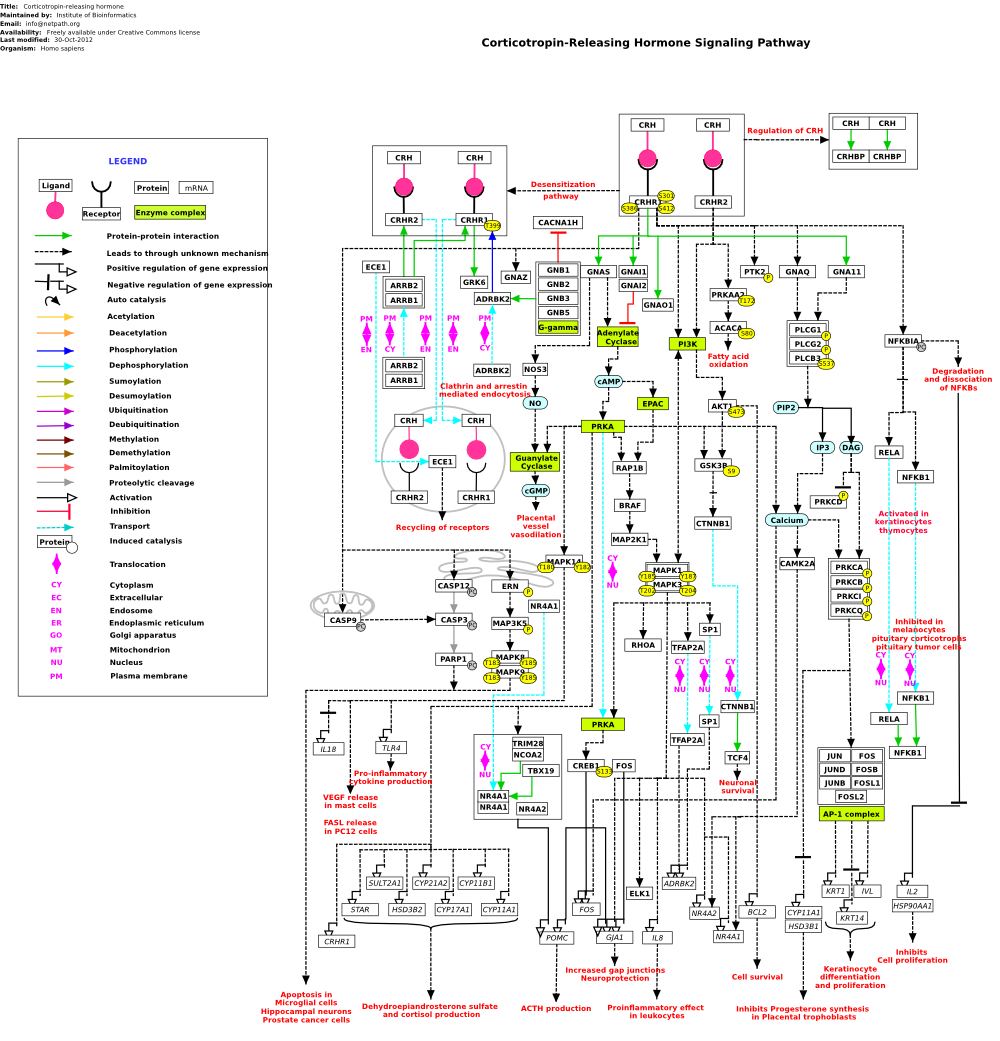 Title: Corticotropin-releasing hormone
Maintained by: Institute of Bioinformatics
Email: info@netpath.org
Availability: Freely available under Creative Commons license
Last modified: 30-Oct-2012
Organism: Homo sapiens
Corticotropin-Releasing Hormone Signaling Pathway
LEGEND
Ligand
Receptor
Protein
mRNA
Enzyme complex
Protein-protein interaction
Leads to through unknown mechanism
Positive regulation of gene expression
Negative regulation of gene expression
Auto catalysis
Acetylation
Deacetylation
Phosphorylation
Dephosphorylation
Sumoylation
Desumoylation
Ubiquitination
Deubiquitination
Methylation
Demethylation
Palmitoylation
Proteolytic cleavage
Activation
Inhibition
Transport
Protein
Induced catalysis
Translocation
CY Cytoplasm
EC Extracellular
EN Endosome
ER Endoplasmic reticulum
GO Golgi apparatus
MT Mitochondrion
NU Nucleus
PM Plasma membrane
CRH
CRH
CRHR2
CRHR1
T399
Desensitization
pathway
CRH
CRH
CRHR1
S301
S386
S412
CRHR2
Regulation of CRH
CRH
CRH
CRHBP
CRHBP
CACNA1H
ECE1
ARRB2
ARRB1
GRK6
ADRBK2
GNAZ
GNB1
GNB2
GNB3
GNB5
G-gamma
GNAS
GNAI1
GNAI2
GNAO1
PTK2
P
GNAQ
GNA11
PRKAA2
T172
ACACA
S80
Fatty acid
oxidation
PLCG1
P
PLCG2
P
PLCB3
S537
NFKBIA
PC
Degradation
and dissociation
of NFKBs
PM
EN
PM
CY
PM
EN
PM
EN
PM
CY
ARRB2
ARRB1
ADRBK2
Clathrin and arrestin
mediated endocytosis
Adenylate
Cyclase
PI3K
NOS3
NO
cAMP
EPAC
PRKA
AKT1
S473
PIP2
IP3
DAG
RELA
NFKB1
CRH
CRH
ECE1
CRHR2
CRHR1
Recycling of receptors
Guanylate
Cyclase
cGMP
Placental
vessel
vasodilation
RAP1B
BRAF
MAP2K1
GSK3B
S9
CTNNB1
PRKCD
P
Calcium
Activated in
keratinocytes
thymocytes
CAMK2A
PRKCA
P
PRKCB
P
PRKCI
P
PRKCQ
P
MAPK14
T180
Y182
CY
NU
MAPK1
Y185
Y187
MAPK3
T202
T204
CASP12
PC
ERN
P
NR4A1
CASP9
PC
CASP3
PC
MAP3K5
P
PARP1
PC
MAPK8
T183
Y185
MAPK9
T183
Y185
RHOA
SP1
TFAP2A
CY
NU
CY
NU
CY
NU
Inhibited in
melanocytes
pituitary corticotrophs
pituitary tumor cells
CY
NU
CY
NU
NFKB1
RELA
NFKB1
CTNNB1
SP1
TFAP2A
TCF4
Neuronal
survival
PRKA
CREB1
S133
FOS
IL18
TLR4
Pro-inflammatory
cytokine production
VEGF release
in mast cells
FASL release
in PC12 cells
TRIM28
NCOA2
CY
NU
TBX19
NR4A1
NR4A1
NR4A2
JUN
FOS
JUND
FOSB
JUNB
FOSL1
FOSL2
AP-1 complex
SULT2A1
CYP21A2
CYP11B1
STAR
HSD3B2
CYP17A1
CYP11A1
CRHR1
FOS
POMC
GJA1
ELK1
IL8
ADRBK2
NR4A2
NR4A1
BCL2
CYP11A1
HSD3B1
KRT1
IVL
KRT14
IL2
HSP90AA1
Increased gap junctions
Neuroprotection
Cell survival
Keratinocyte
differentiation
and proliferation
Inhibits
Cell proliferation
Apoptosis in
Microglial cells
Hippocampal neurons
Prostate cancer cells
Dehydroepiandrosterone sulfate
and cortisol production
ACTH production
Proinflammatory effect
in leukocytes
Inhibits Progesterone synthesis
in Placental trophoblasts